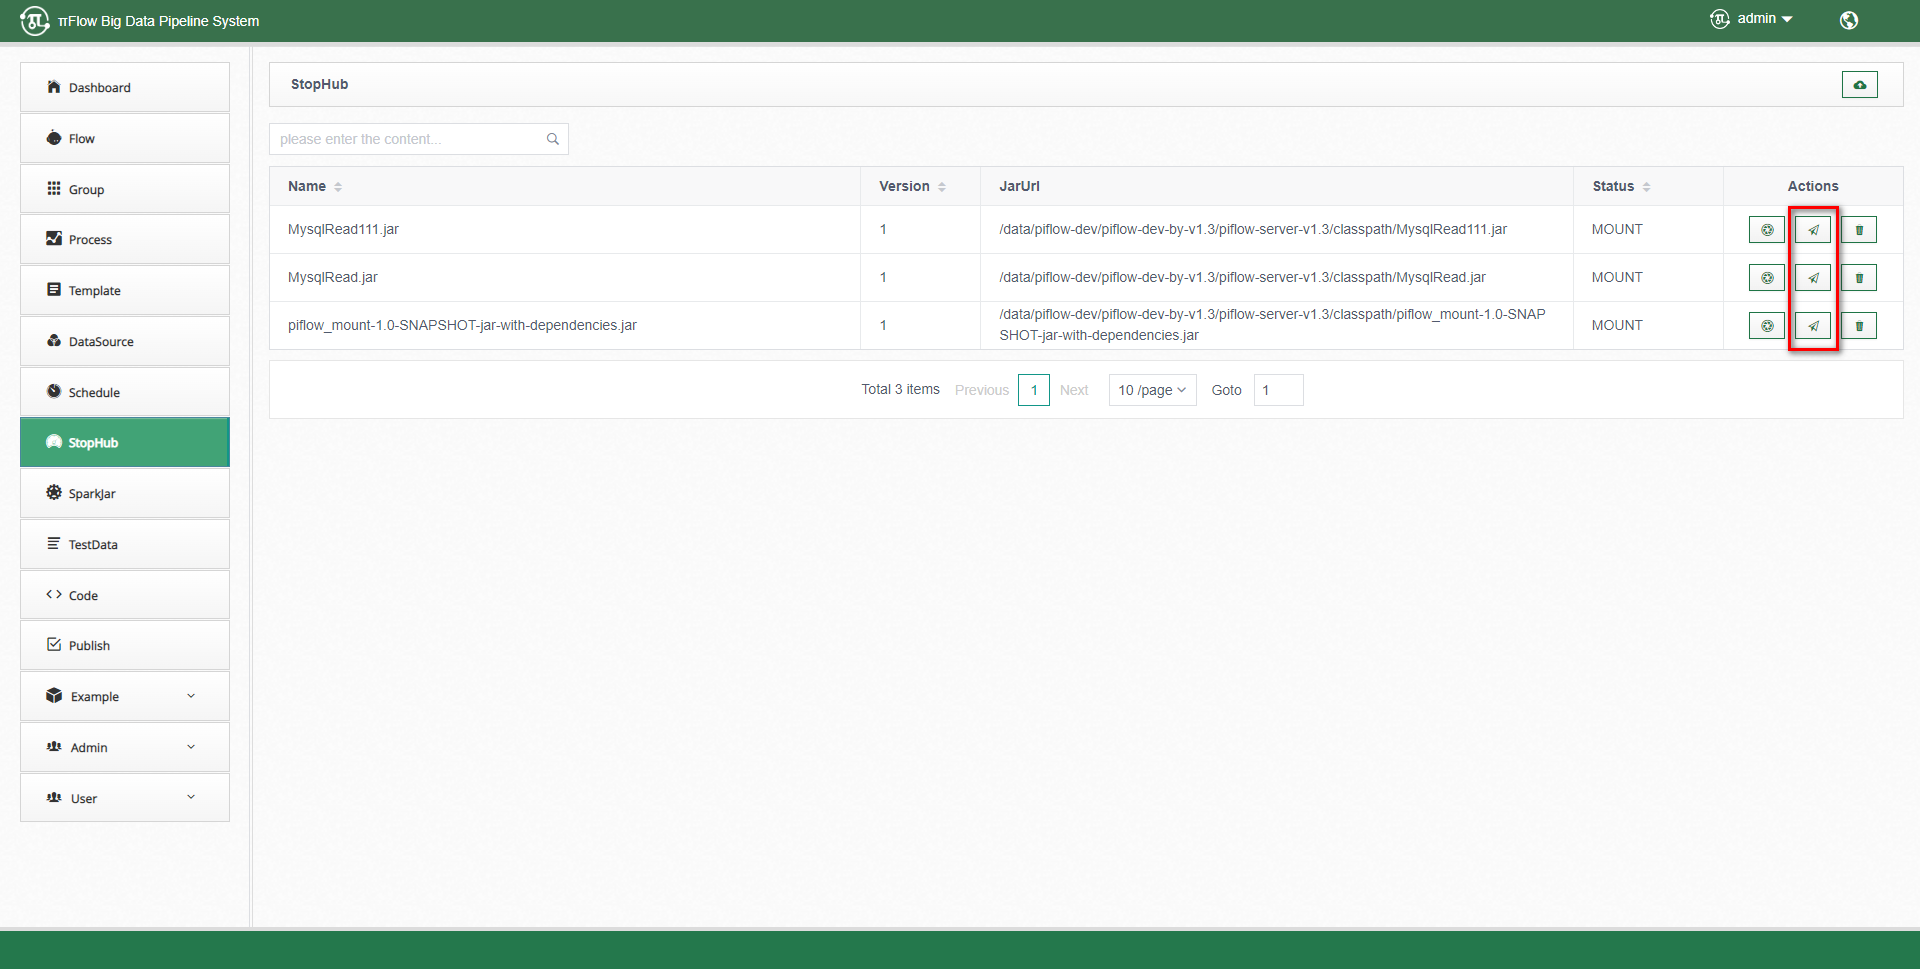 πFlow Big Data Pipeline System
admin
Dashboard
Flow
Group
Process
Template
DataSource
Schedule
StopHub
SparkJar
TestData
Code
Publish
Example
Admin
User
StopHub
please enter the content...
Name Version JarUrl Status Actions
MysqlRead111.jar 1 /data/piflow-dev/piflow-dev-by-v1.3/piflow-server-v1.3/classpath/MysqlRead111.jar MOUNT
MysqlRead.jar 1 /data/piflow-dev/piflow-dev-by-v1.3/piflow-server-v1.3/classpath/MysqlRead.jar MOUNT
piflow_mount-1.0-SNAPSHOT-jar-with-dependencies.jar 1 /data/piflow-dev/piflow-dev-by-v1.3/piflow-server-v1.3/classpath/piflow_mount-1.0-SNAP
SHOT-jar-with-dependencies.jar MOUNT
Total 3 items Previous 1 Next 10 /page Goto 1